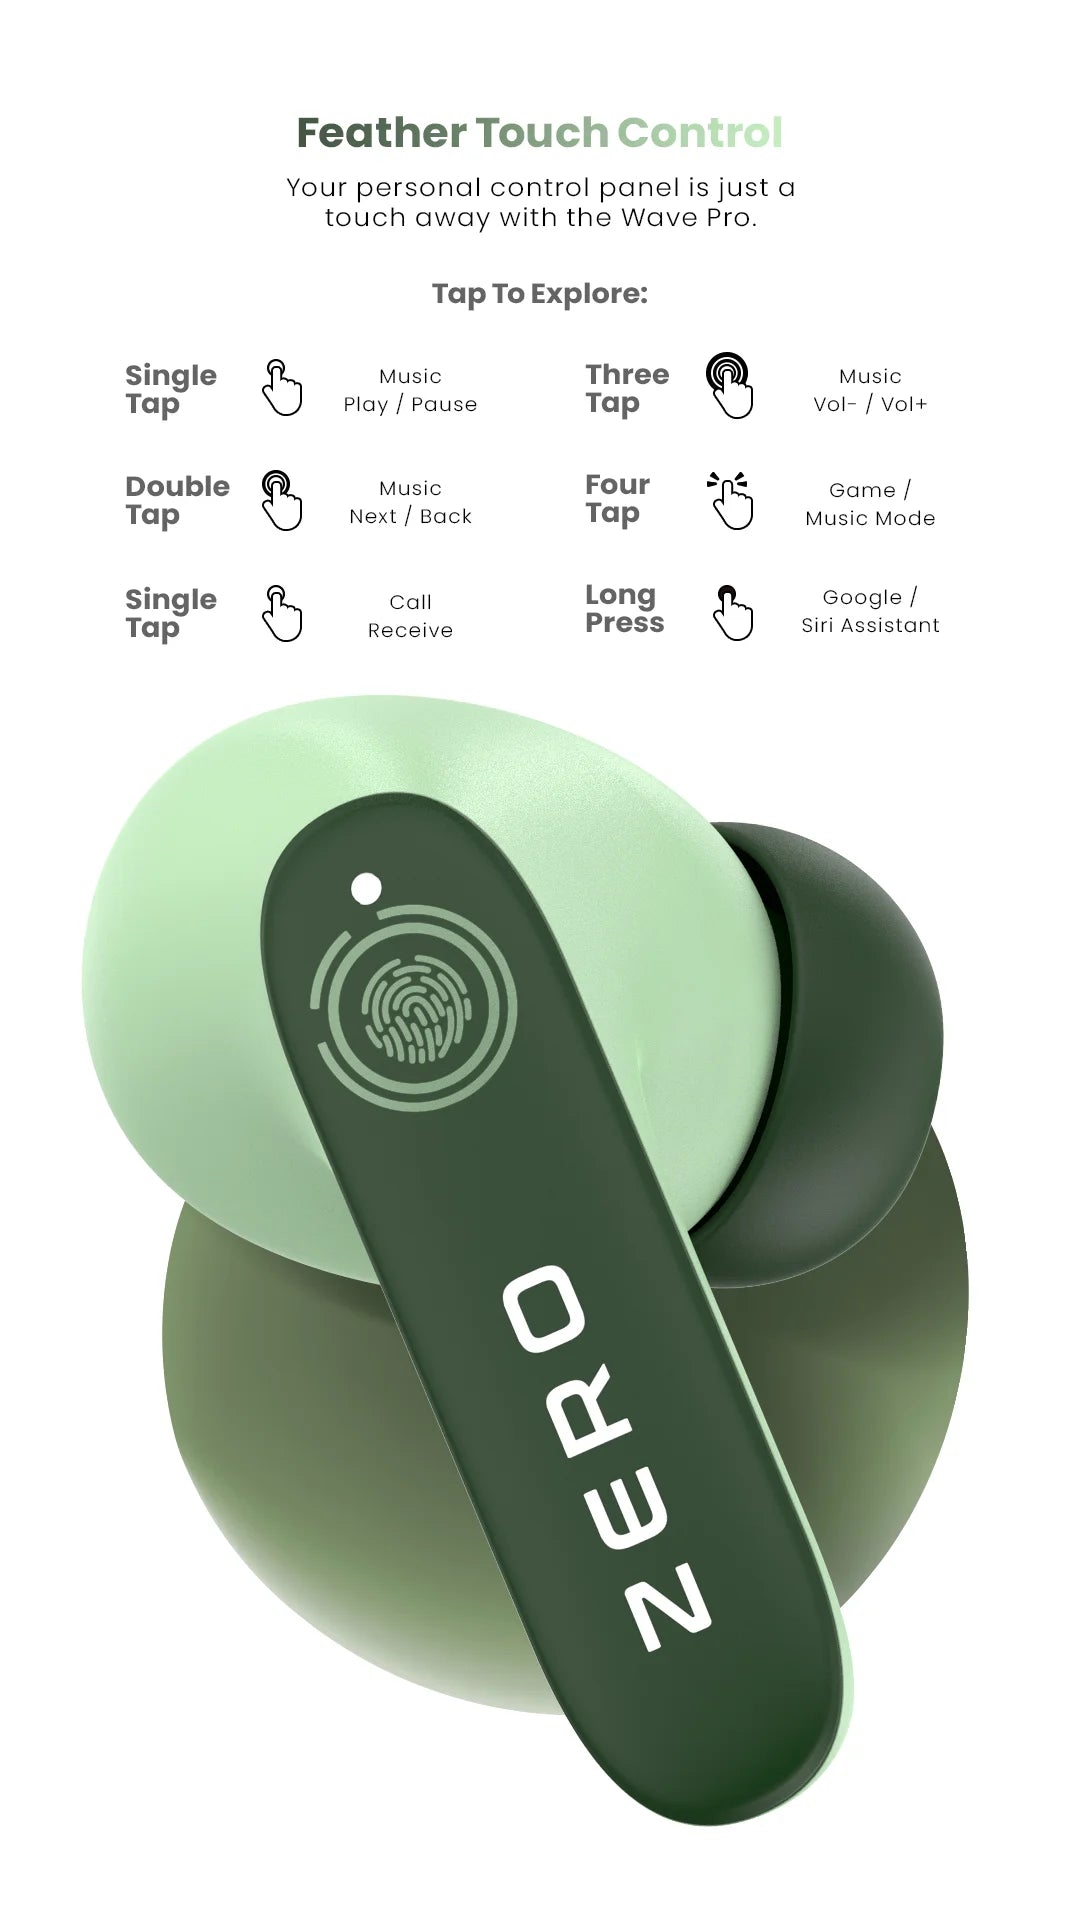 Feather Touch Control
Your personal control panel is just a
touch away with the Wave Pro.
Tap To Explore:
Single
Tap
Music
Play / Pause
Three
Tap
Music
Vol- / Vol+
Double
Tap
Music
Next / Back
Four
Tap
Game /
Music Mode
Single
Tap
Call
Receive
Long
Press
Google /
Siri Assistant
ZERO